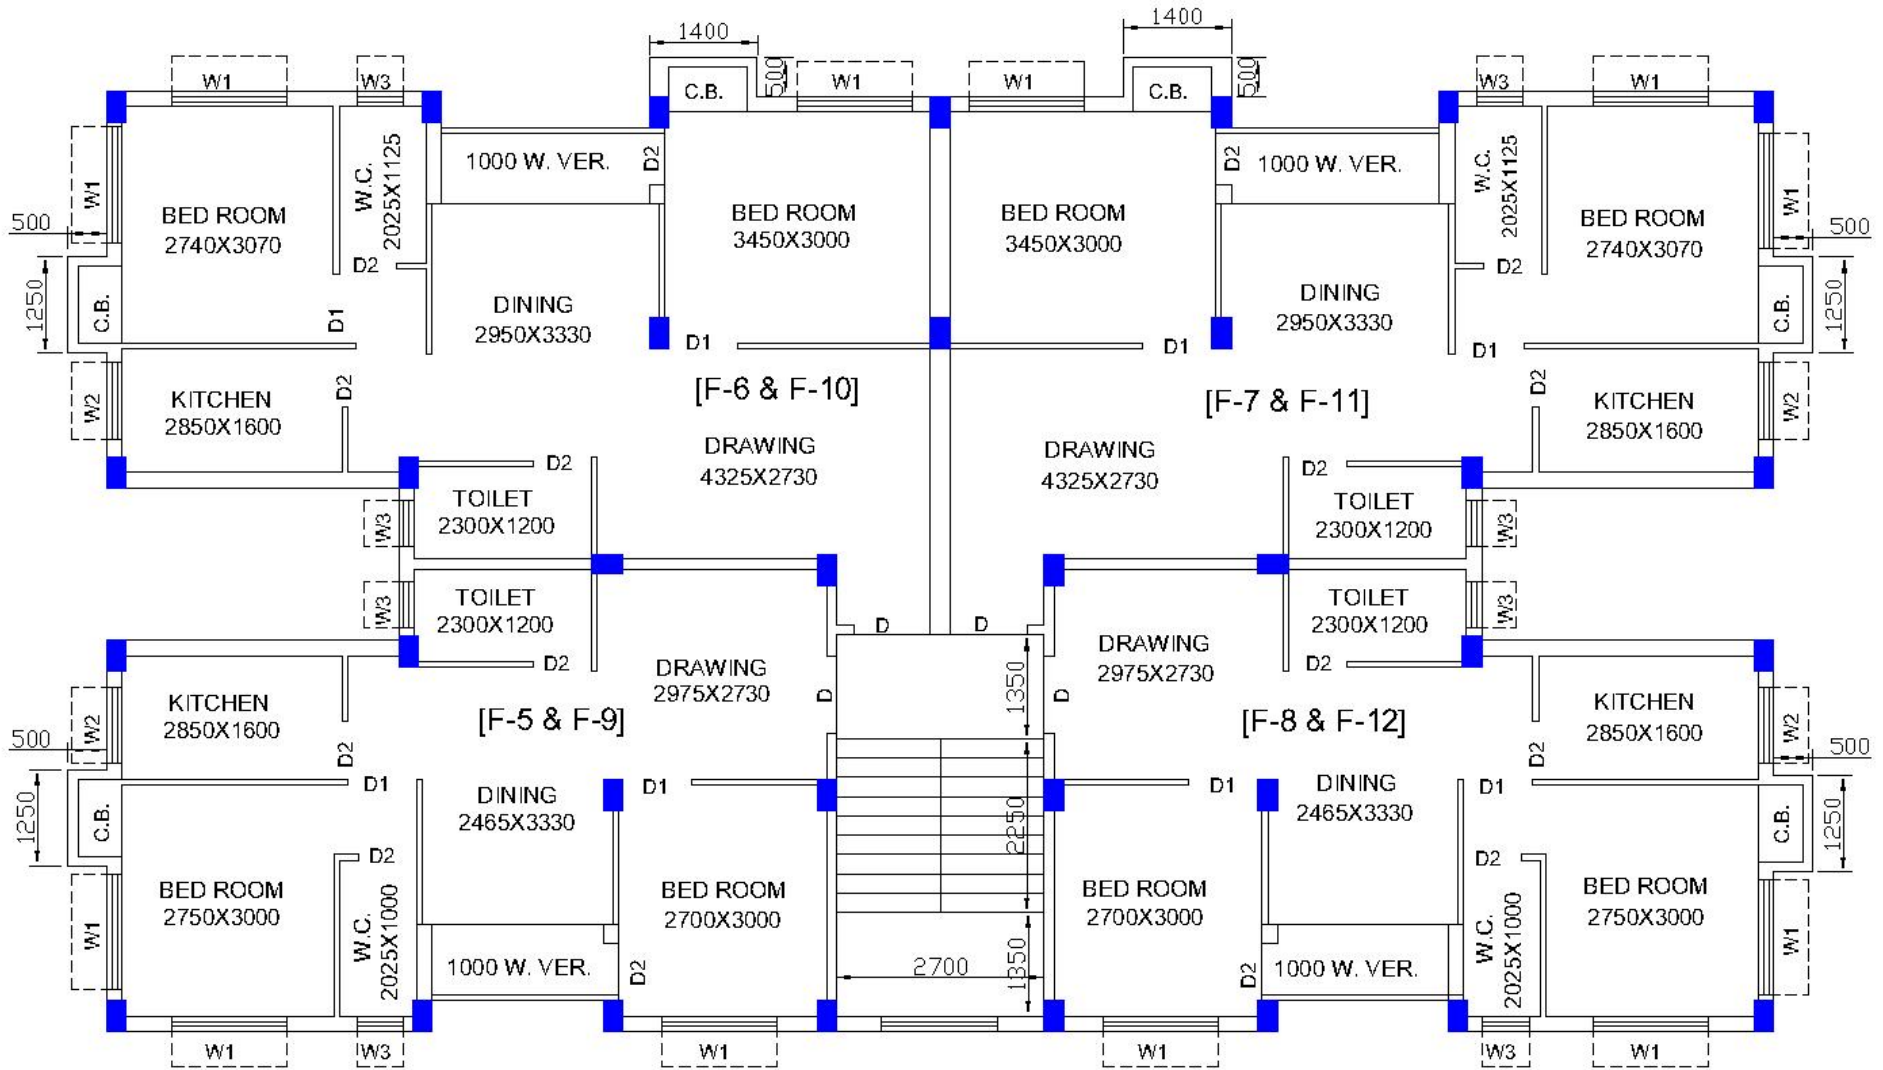 1400
1400
500
500
W1
W3
C.B.
W1
W1
C.B.
W3
W1
W1
BED ROOM
2740X3070
W.C.
2025X1125
1000 W. VER.
D2
BED ROOM
3450X3000
BED ROOM
3450X3000
D2
1000 W. VER.
W.C.
2025X1125
BED ROOM
2740X3070
W1
500
500
1250
C.B.
D2
D1
DINING
2950X3330
D1
D1
DINING
2950X3330
D2
D1
C.B.
1250
W2
KITCHEN
2850X1600
D2
[F-6 & F-10]
[F-7 & F-11]
D2
KITCHEN
2850X1600
W2
DRAWING
4325X2730
DRAWING
4325X2730
D2
D2
W3
TOILET
2300X1200
TOILET
2300X1200
W3
W3
TOILET
2300X1200
TOILET
2300X1200
W3
D
D
D2
D2
DRAWING
2975X2730
D
1350
D
DRAWING
2975X2730
W2
KITCHEN
2850X1600
D2
[F-5 & F-9]
[F-8 & F-12]
D2
KITCHEN
2850X1600
W2
500
500
1250
C.B.
D1
DINING
2465X3330
D1
2250
D1
DINING
2465X3330
D1
C.B.
1250
D2
D2
W1
BED ROOM
2750X3000
W.C.
2025X1000
1000 W. VER.
D2
BED ROOM
2700X3000
2700
1350
BED ROOM
2700X3000
D2
1000 W. VER.
W.C.
2025X1000
BED ROOM
2750X3000
W1
W1
W3
W1
W1
W3
W1